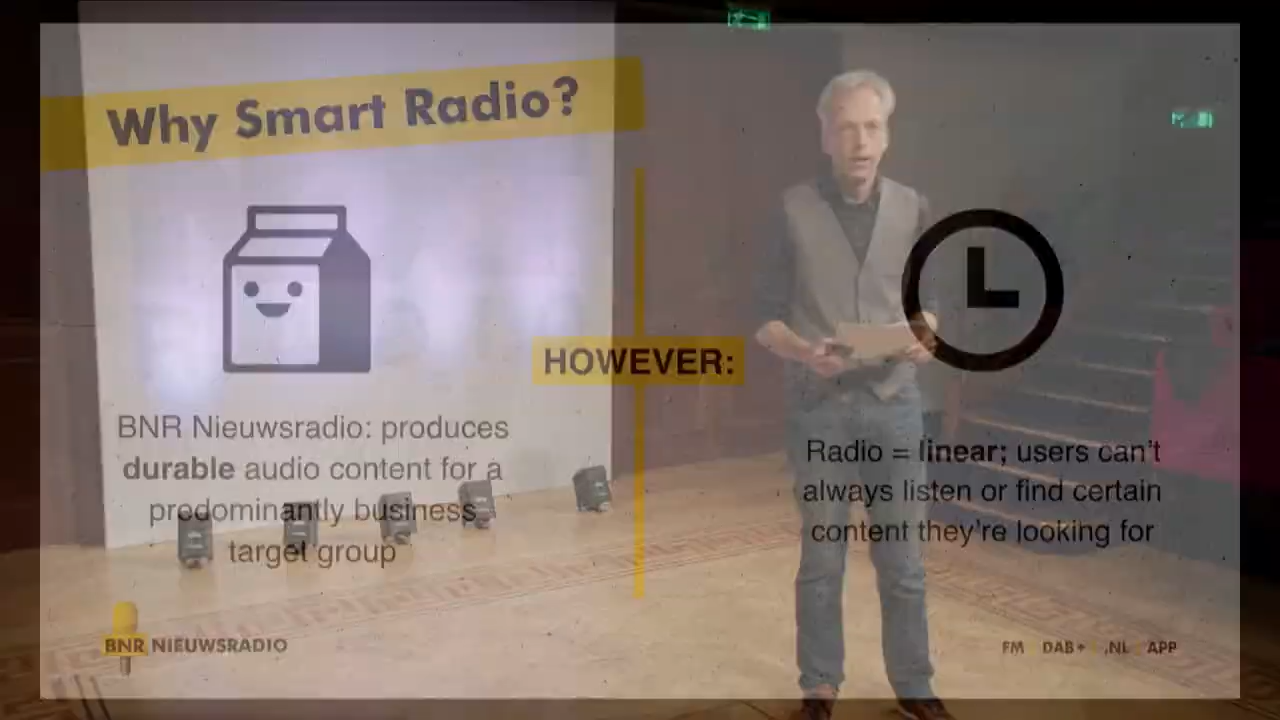 Why Smart Radio?
HOWEVER:
BNR Nieuwsradio: produces
durable audio content for a
predominantly business
target group
Radio = linear; users can't
always listen or find certain
content they're looking for
BNR NIEUWSRADIO
FM DAB+ .NL APP